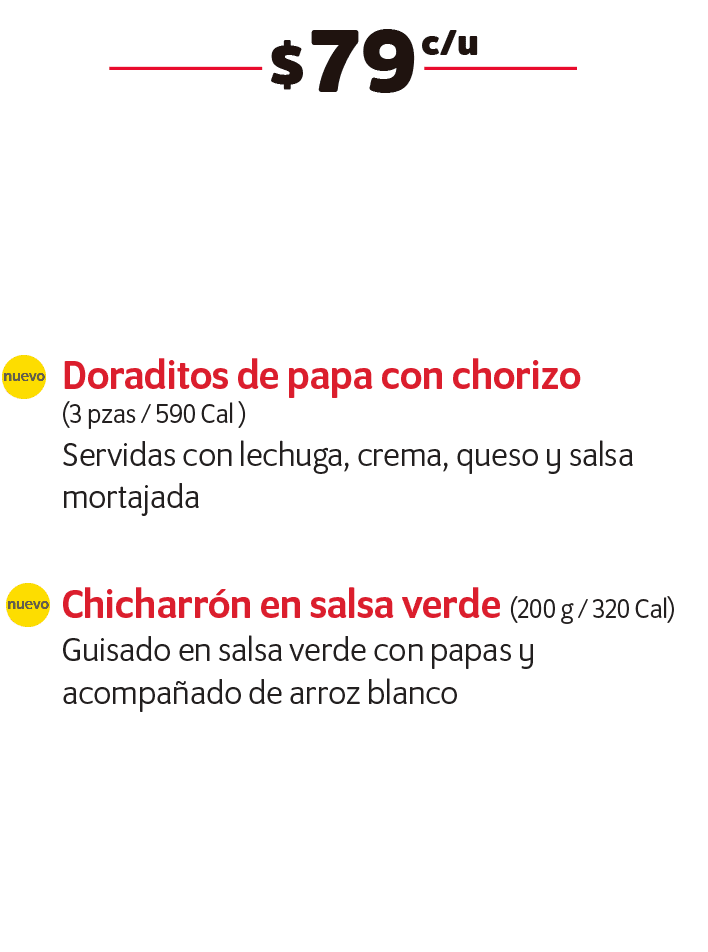 $79 c/u
nuevo Doraditos de papa con chorizo
(3 pzas / 590 Cal )
Servidas con lechuga, crema, queso y salsa
mortajada
nuevo Chicharrón en salsa verde (200 g / 320 Cal)
Guisado en salsa verde con papas y
acompañado de arroz blanco